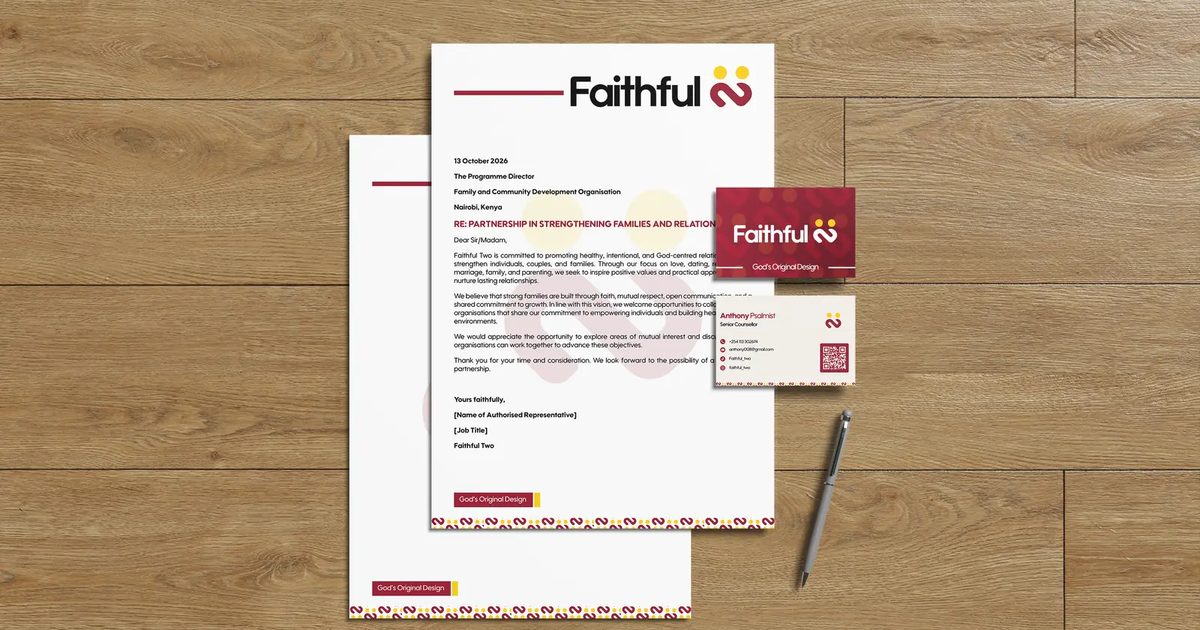 Faithful
13 October 2026
The Programme Director
Family and Community Development Organisation
Nairobi, Kenya
RE: PARTNERSHIP IN STRENGTHENING FAMILIES AND RELATION
Dear Sir/Madam,
Faithful Two is committed to promoting healthy, intentional, and God-centred
strengthen individuals, couples, and families. Through our focus on love, dating,
marriage, family, and parenting, we seek to inspire positive values and practical
nurture lasting relationships.
We believe that strong families are built through faith, mutual respect, open communication, and a
shared commitment to growth. In line with this vision, we welcome opportunities to
organisations that share our commitment to empowering individuals and building
environments.
We would appreciate the opportunity to explore areas of mutual interest and
organisations can work together to advance these objectives.
Thank you for your time and consideration. We look forward to the possibility of a
partnership.
Yours faithfully,
[Name of Authorised Representative]
[Job Title]
Faithful Two
God's Original Design
God's Original Design
Faithful
God's Original Design
Anthony Psalmist
Senior Counsellor
Faithful_two
faithful_two